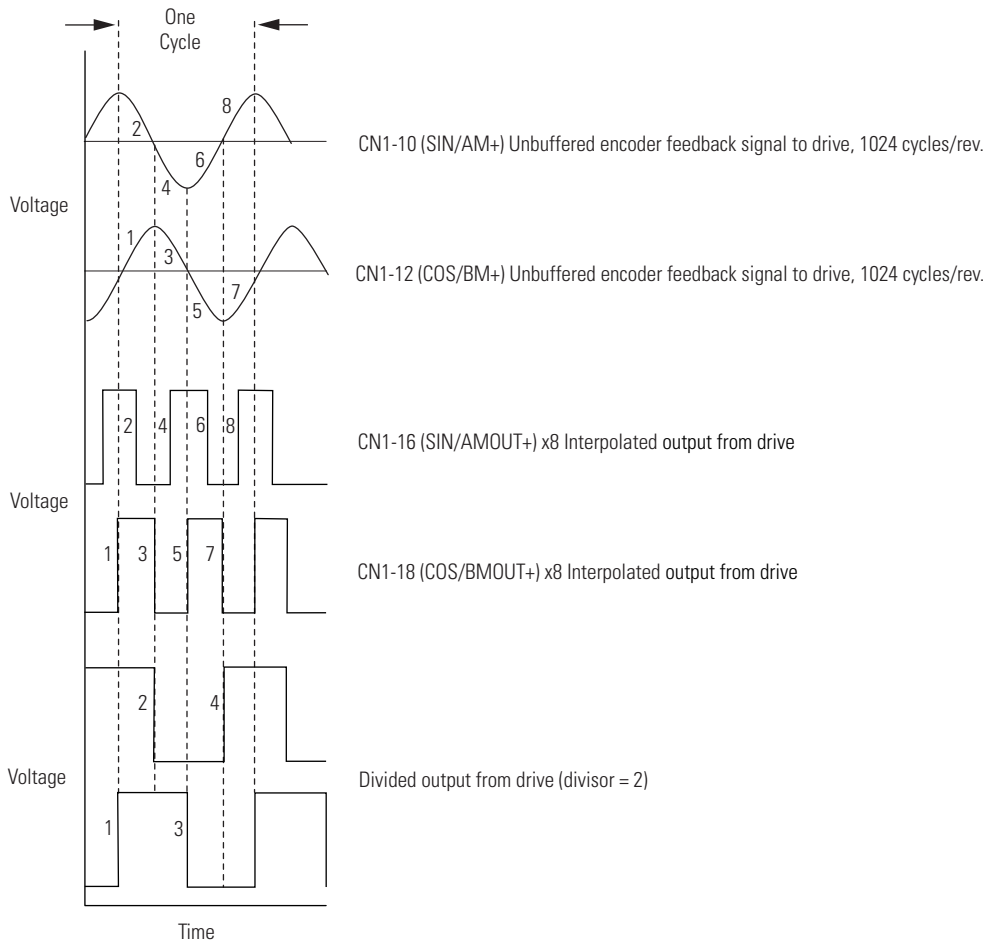 One
Cycle
8
2
CN1-10 (SIN/AM+) Unbuffered encoder feedback signal to drive, 1024 cycles/rev.
6
4
Voltage
1
3
CN1-12 (COS/BM+) Unbuffered encoder feedback signal to drive, 1024 cycles/rev.
7
5
2 4 6 8
CN1-16 (SIN/AMOUT+) x8 Interpolated output from drive
Voltage
1 3 5 7
CN1-18 (COS/BMOUT+) x8 Interpolated output from drive
2 4
Voltage
Divided output from drive (divisor = 2)
1 3
Time